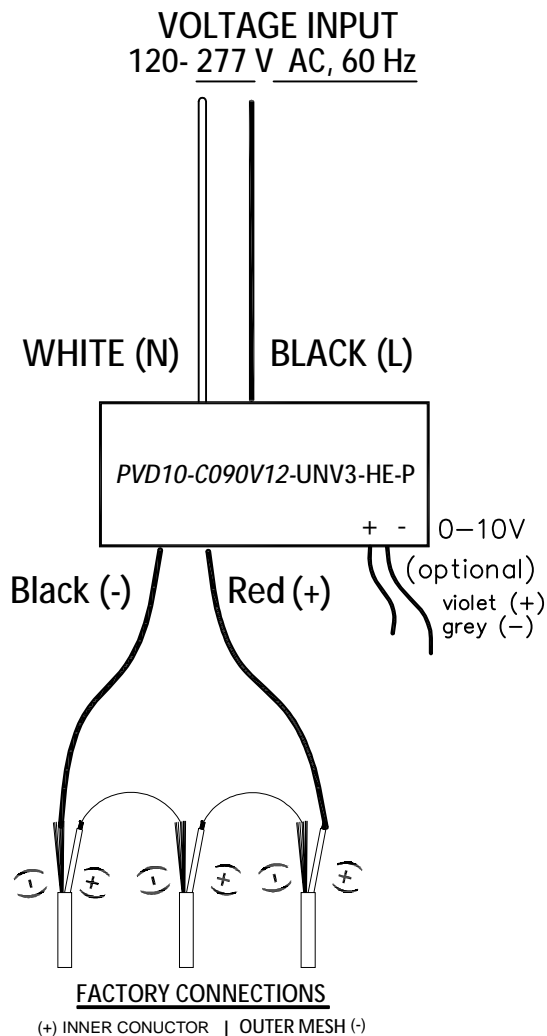 VOLTAGE INPUT
120- 277 V AC, 60 Hz
WHITE (N) BLACK (L)
PVD10-C090V12-UNV3-HE-P
+ - 0-10V
(optional)
Black (-) Red (+) violet (+)
grey (-)
(-) (+) (-) (+) (-) (+)
FACTORY CONNECTIONS
(+) INNER CONUCTOR | OUTER MESH (-)